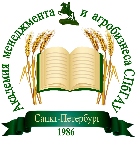 Академия менеджмента и агробизнеса СПбГАУ
Санкт-Петербург
1986